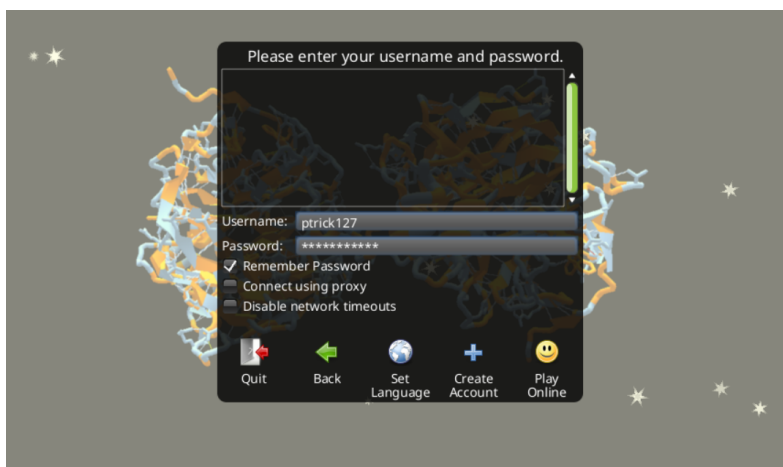 Please enter your username and password.
Username: ptrick127
Password: ***********
Remember Password
Connect using proxy
Disable network timeouts
Quit Back Set Language Create Account Play Online